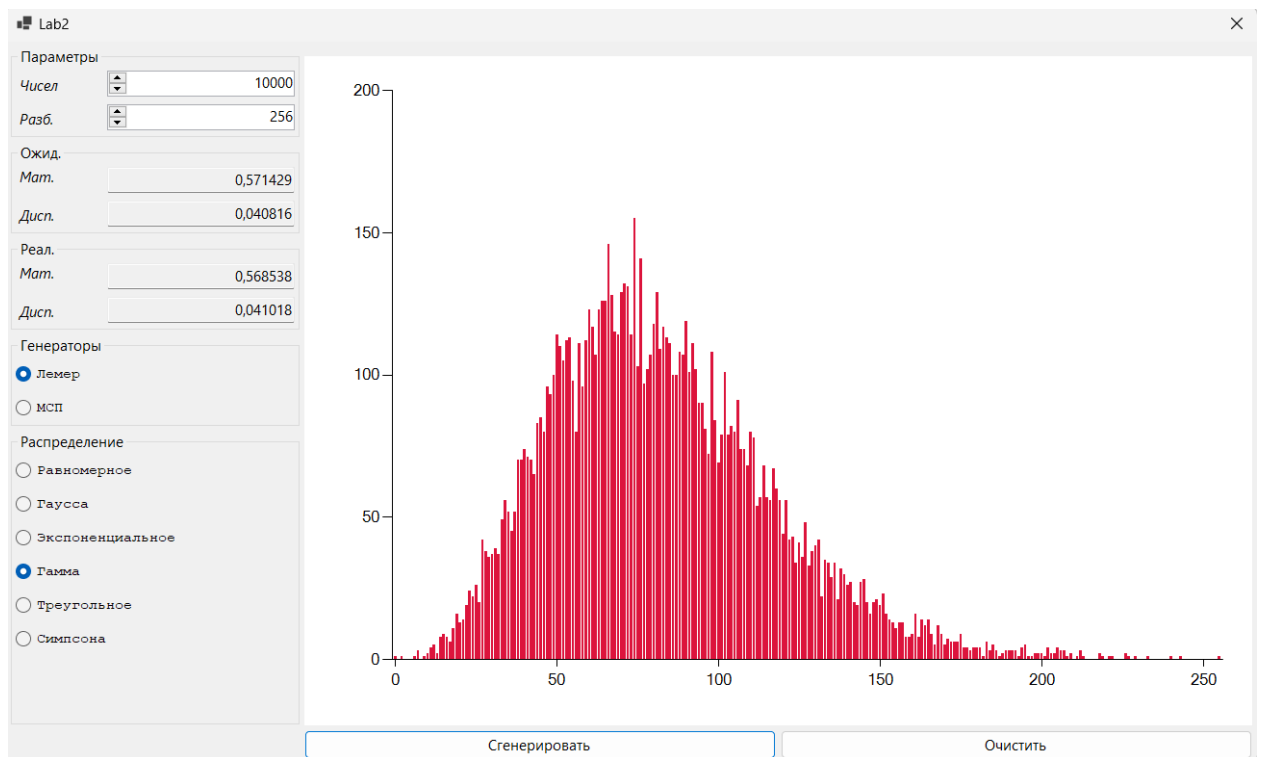 Lab2
Параметры
Чисел 10000
Разб. 256
Ожид.
Мат. 0,571429
Дисп. 0,040816
Реал.
Мат. 0,568538
Дисп. 0,041018
Генераторы
Лемер
МСП
Распределение
Равномерное
Гаусса
Экспоненциальное
Гамма
Треугольное
Симпсона
200
150
100
50
0
0 50 100 150 200 250
Сгенерировать Очистить